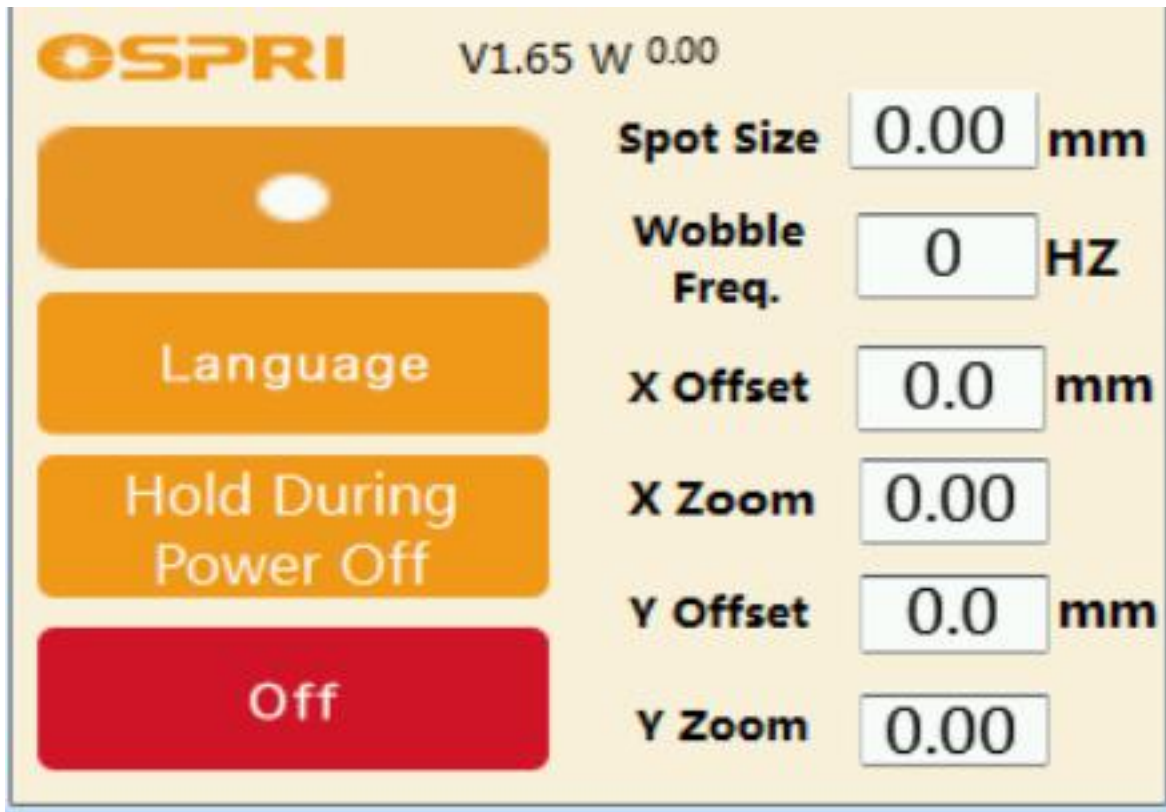 OSPRI V1.65 W 0.00
Spot Size 0.00 mm
Wobble
Freq. 0 HZ
Language
X Offset 0.0 mm
Hold During
Power Off
X Zoom 0.00
Y Offset 0.0 mm
Off
Y Zoom 0.00